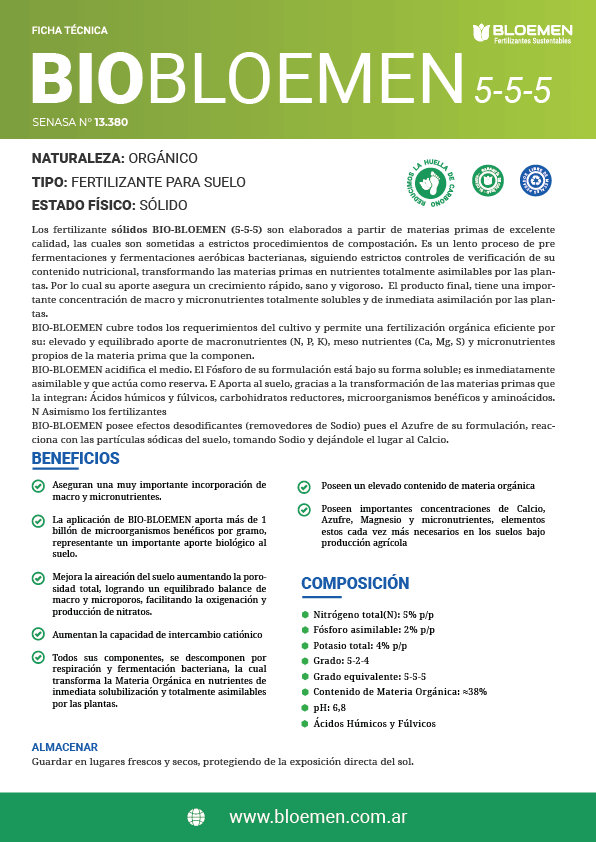 FICHA TÉCNICA
BLOEMEN
Fertilizantes Sustentables
BIOBLOEMEN 5-5-5
SENASA Nº 13.380
NATURALEZA: ORGÁNICO
TIPO: FERTILIZANTE PARA SUELO
ESTADO FÍSICO: SÓLIDO
REDUCIMOS LA HUELLA DE CARBONO
Los fertilizante sólidos BIO-BLOEMEN (5-5-5) son elaborados a partir de materias primas de excelente
calidad, las cuales son sometidas a estrictos procedimientos de compostación. Es un lento proceso de pre
fermentaciones y fermentaciones aeróbicas bacterianas, siguiendo estrictos controles de verificación de su
contenido nutricional, transformando las materias primas en nutrientes totalmente asimilables por las plan-
tas. Por lo cual su aporte asegura un crecimiento rápido, sano y vigoroso. El producto final, tiene una impor-
tante concentración de macro y micronutrientes totalmente solubles y de inmediata asimilación por las plan-
tas.
BIO-BLOEMEN cubre todos los requerimientos del cultivo y permite una fertilización orgánica eficiente por
su: elevado y equilibrado aporte de macronutrientes (N, P, K), meso nutrientes (Ca, Mg, S) y micronutrientes
propios de la materia prima que la componen.
BIO-BLOEMEN acidifica el medio. El Fósforo de su formulación está bajo su forma soluble; es inmediatamente
asimilable y que actúa como reserva. E Aporta al suelo, gracias a la transformación de las materias primas que
la integran: Ácidos húmicos y fúlvicos, carbohidratos reductores, microorganismos benéficos y aminoácidos.
N Asimismo los fertilizantes
BIO-BLOEMEN posee efectos desodificantes (removedores de Sodio) pues el Azufre de su formulación, reac-
ciona con las partículas sódicas del suelo, tomando Sodio y dejándole el lugar al Calcio.
BENEFICIOS
Aseguran una muy importante incorporación de
macro y micronutrientes.
La aplicación de BIO-BLOEMEN aporta más de 1
billón de microorganismos benéficos por gramo,
representante un importante aporte biológico al
suelo.
Mejora la aireación del suelo aumentando la poro-
sidad total, logrando un equilibrado balance de
macro y microporos, facilitando la oxigenación y
producción de nitratos.
Aumentan la capacidad de intercambio catiónico
Todos sus componentes, se descomponen por
respiración y fermentación bacteriana, la cual
transforma la Materia Orgánica en nutrientes de
inmediata solubilización y totalmente asimilables
por las plantas.
Poseen un elevado contenido de materia orgánica
Poseen importantes concentraciones de Calcio,
Azufre, Magnesio y micronutrientes, elementos
estos cada vez más necesarios en los suelos bajo
producción agrícola
COMPOSICIÓN
Nitrógeno total(N): 5% p/p
Fósforo asimilable: 2% p/p
Potasio total: 4% p/p
Grado: 5-2-4
Grado equivalente: 5-5-5
Contenido de Materia Orgánica: ≈38%
pH: 6,8
Ácidos Húmicos y Fúlvicos
ALMACENAR
Guardar en lugares frescos y secos, protegiendo de la exposición directa del sol.
www.bloemen.com.ar